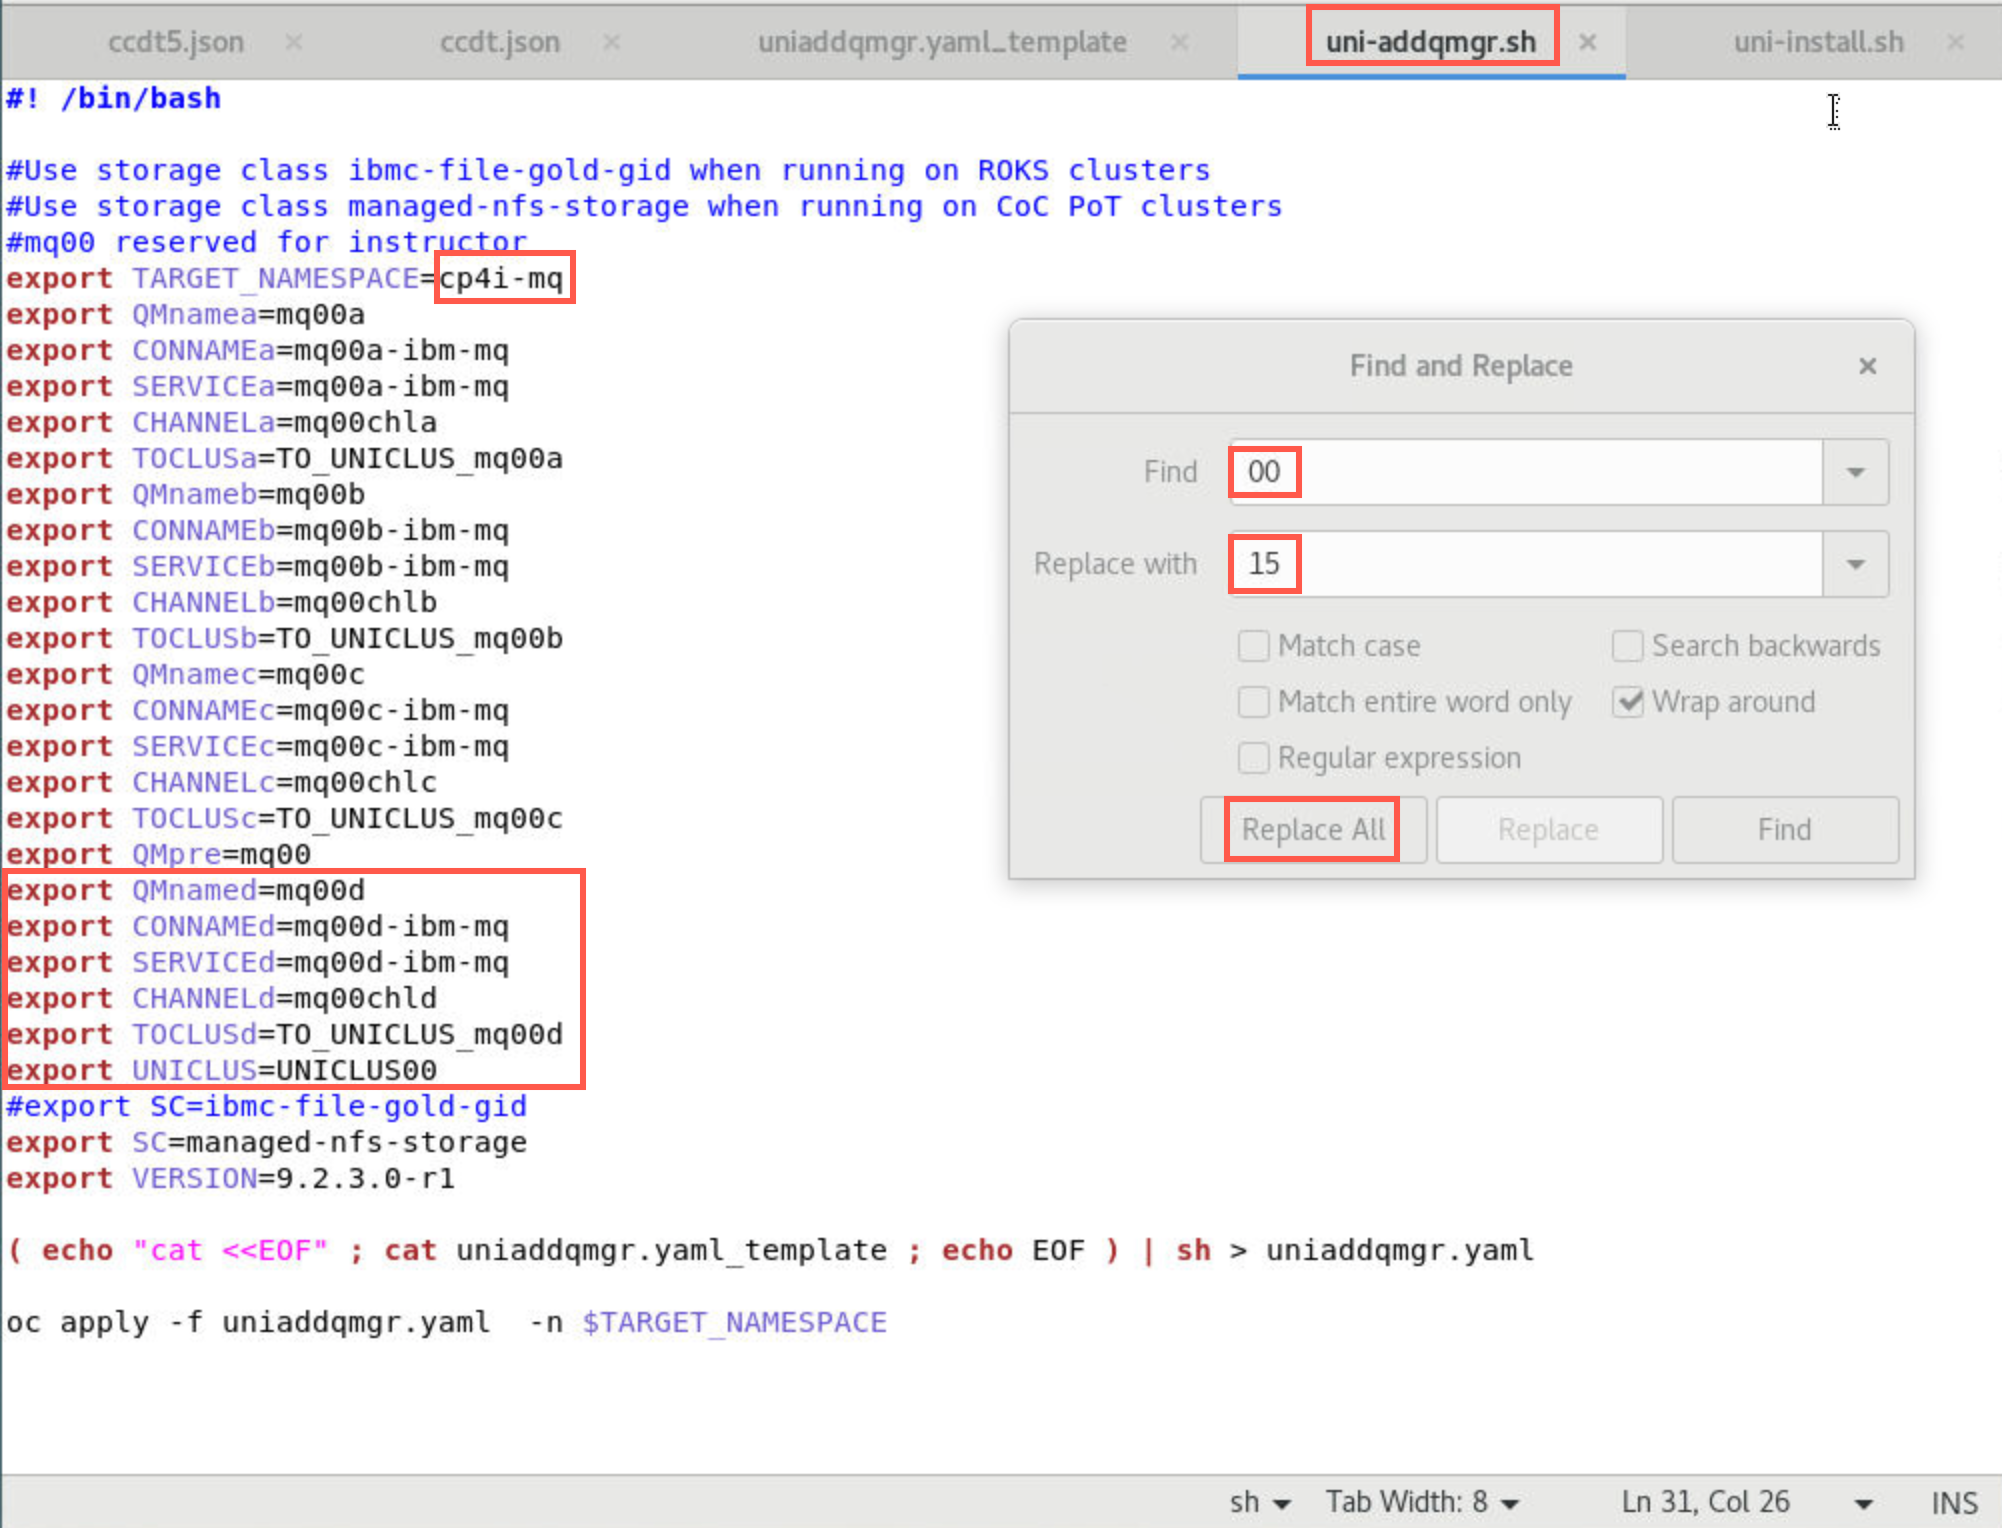 ccdt5.json × ccdt.json × uniaddqmgr.yaml_template × uni-addqmgr.sh × uni-install.sh ×
#! /bin/bash
#Use storage class ibmc-file-gold-gid when running on ROKS clusters
#Use storage class managed-nfs-storage when running on CoC PoT clusters
#mq00 reserved for instructor
export TARGET_NAMESPACE=cp4i-mq
export QMnamea=mq00a
export CONNAMEa=mq00a-ibm-mq
export SERVICEa=mq00a-ibm-mq
export CHANNELa=mq00chla
export TOCLUSa=TO_UNICLUS_mq00a
export QMnameb=mq00b
export CONNAMEb=mq00b-ibm-mq
export SERVICEb=mq00b-ibm-mq
export CHANNELb=mq00chlb
export TOCLUSb=TO_UNICLUS_mq00b
export QMnamec=mq00c
export CONNAMEc=mq00c-ibm-mq
export SERVICEc=mq00c-ibm-mq
export CHANNELc=mq00chlc
export TOCLUSc=TO_UNICLUS_mq00c
export QMpre=mq00
export QMnamed=mq00d
export CONNAMEd=mq00d-ibm-mq
export SERVICEd=mq00d-ibm-mq
export CHANNELd=mq00chld
export TOCLUSd=TO_UNICLUS_mq00d
export UNICLUS=UNICLUS00
#export SC=ibmc-file-gold-gid
export SC=managed-nfs-storage
export VERSION=9.2.3.0-r1
( echo "cat <<EOF" ; cat uniaddqmgr.yaml_template ; echo EOF ) | sh > uniaddqmgr.yaml
oc apply -f uniaddqmgr.yaml  -n $TARGET_NAMESPACE
Find and Replace ×
Find 00
Replace with 15
Match case Search backwards
Match entire word only Wrap around
Regular expression
Replace All Replace Find
sh Tab Width: 8 Ln 31, Col 26 INS